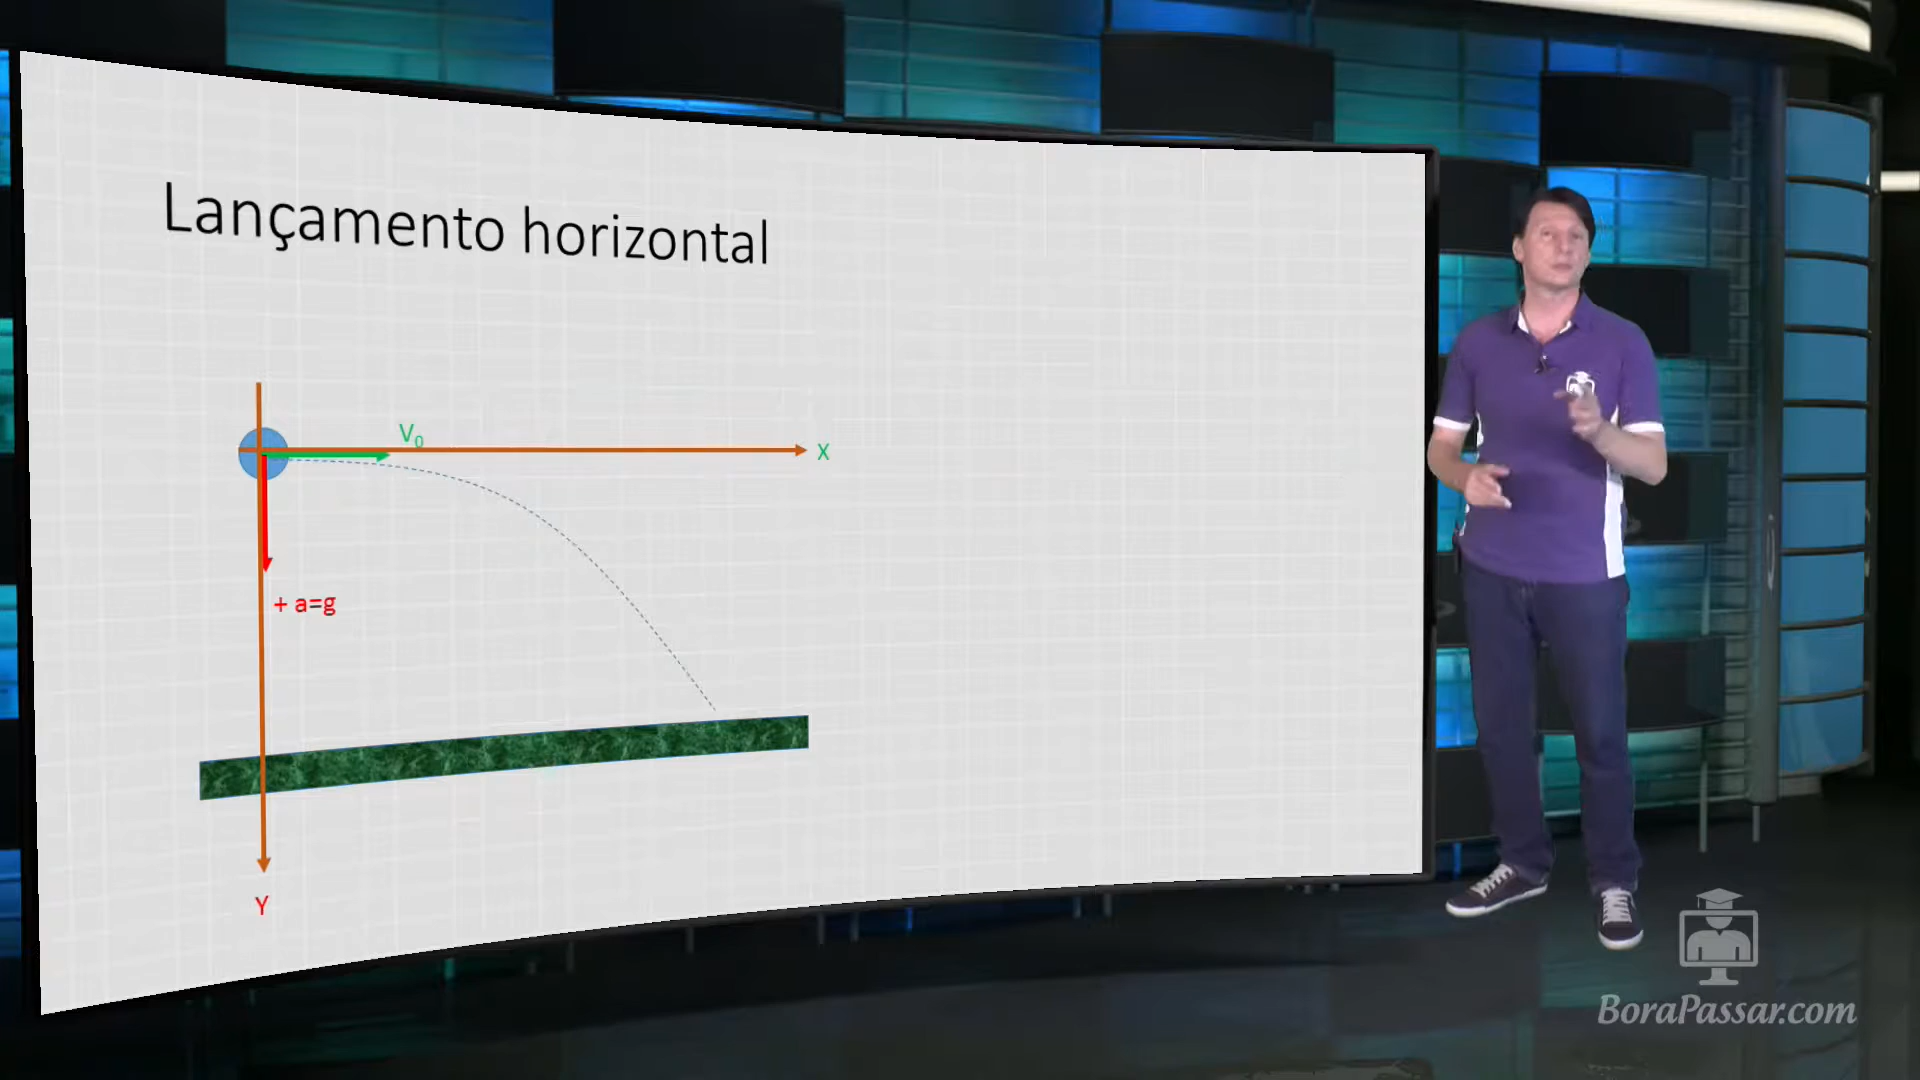 Lançamento horizontal
V₀
X
+ a=g
Y
BoraPassar.com